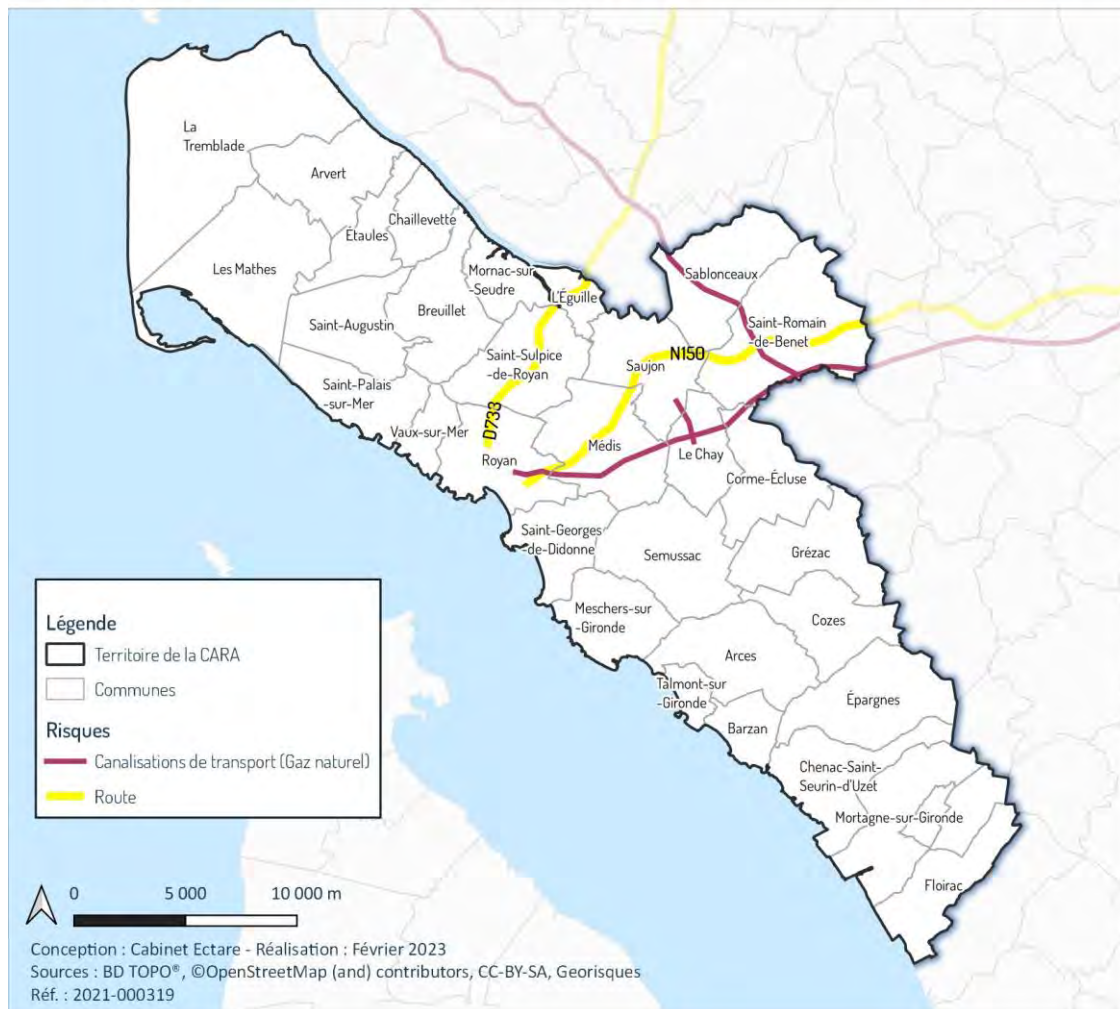 La
Tremblade
Arvert
Chaillevette
Étaules
Les Mathes
Mornac-sur
-Seudre
L'Éguille
Sablonceaux
Breuillet
Saint-Augustin
Saint-Romain
-de-Benet
N150
Saujon
Saint-Sulpice
-de-Royan
Saint-Palais
-sur-Mer
D733
Vaux-sur-Mer
Médis
Royan
Le Chay
Corme-Écluse
Saint-Georges
-de-Didonne
Semussac
Grézac
Meschers-sur
-Gironde
Cozes
Arces
Talmont-sur
-Gironde
Épargnes
Barzan
Chenac-Saint-
Seurin-d'Uzet
Mortagne-sur-Gironde
Floirac
Légende
Territoire de la CARA
Communes
Risques
Canalisations de transport (Gaz naturel)
Route
0 5 000 10 000 m
Conception : Cabinet Ectare - Réalisation : Février 2023
Sources : BD TOPO®, ©OpenStreetMap (and) contributors, CC-BY-SA, Georisques
Réf. : 2021-000319